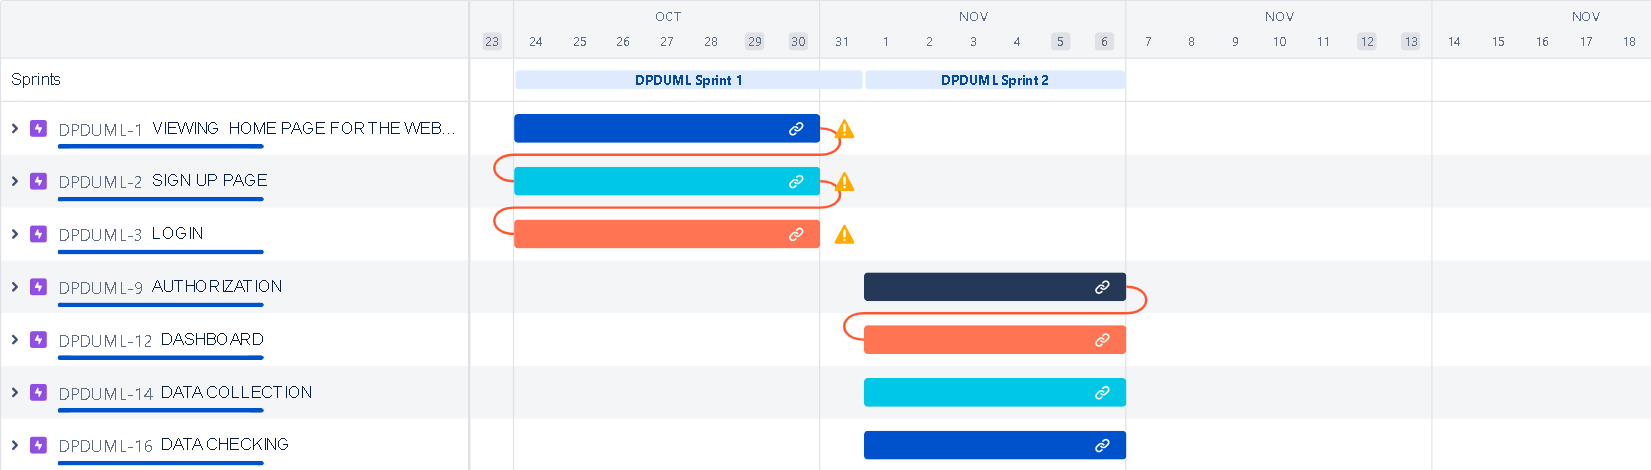 OCT NOV NOV NOV
23 24 25 26 27 28 29 30 31 1 2 3 4 5 6 7 8 9 10 11 12 13 14 15 16 17 18
Sprints DPDUML Sprint 1 DPDUML Sprint 2
DPDUML-1 VIEWING HOME PAGE FOR THE WEB...
DPDUML-2 SIGN UP PAGE
DPDUML-3 LOGIN
DPDUML-9 AUTHORIZATION
DPDUML-12 DASHBOARD
DPDUML-14 DATA COLLECTION
DPDUML-16 DATA CHECKING